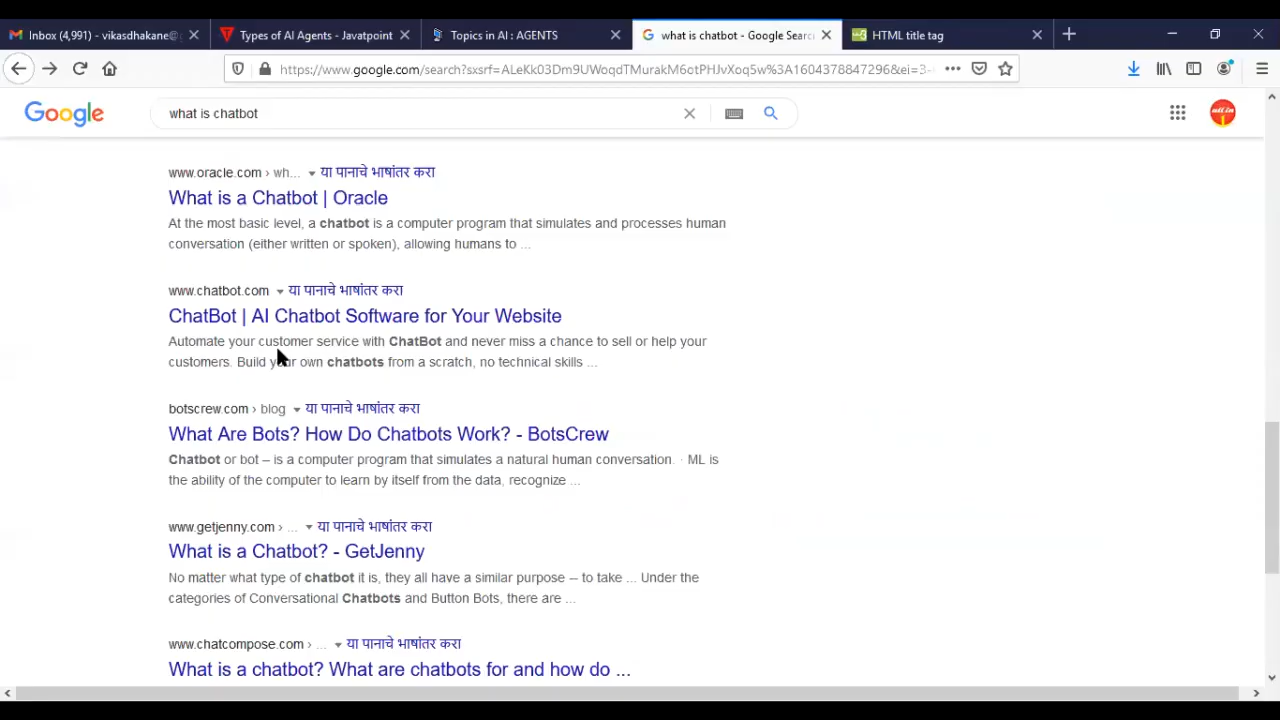 Inbox (4,991) - vikasdhakane@
Types of AI Agents - Javatpoint
Topics in AI : AGENTS
what is chatbot - Google Searc
HTML title tag
https://www.google.com/search?sxsrf=ALeKk03Dm9UWoqdTMurakM6otPHJvXoq5w%3A1604378847296&ei=3-
Google
what is chatbot
www.oracle.com › wh... या पानाचे भाषांतर करा
What is a Chatbot | Oracle
At the most basic level, a chatbot is a computer program that simulates and processes human
conversation (either written or spoken), allowing humans to ...
www.chatbot.com या पानाचे भाषांतर करा
ChatBot | AI Chatbot Software for Your Website
Automate your customer service with ChatBot and never miss a chance to sell or help your
customers. Build your own chatbots from a scratch, no technical skills ...
botscrew.com › blog या पानाचे भाषांतर करा
What Are Bots? How Do Chatbots Work? - BotsCrew
Chatbot or bot – is a computer program that simulates a natural human conversation. · ML is
the ability of the computer to learn by itself from the data, recognize ...
www.getjenny.com › ... या पानाचे भाषांतर करा
What is a Chatbot? - GetJenny
No matter what type of chatbot it is, they all have a similar purpose -- to take ... Under the
categories of Conversational Chatbots and Button Bots, there are ...
www.chatcompose.com › ... या पानाचे भाषांतर करा
What is a chatbot? What are chatbots for and how do ...